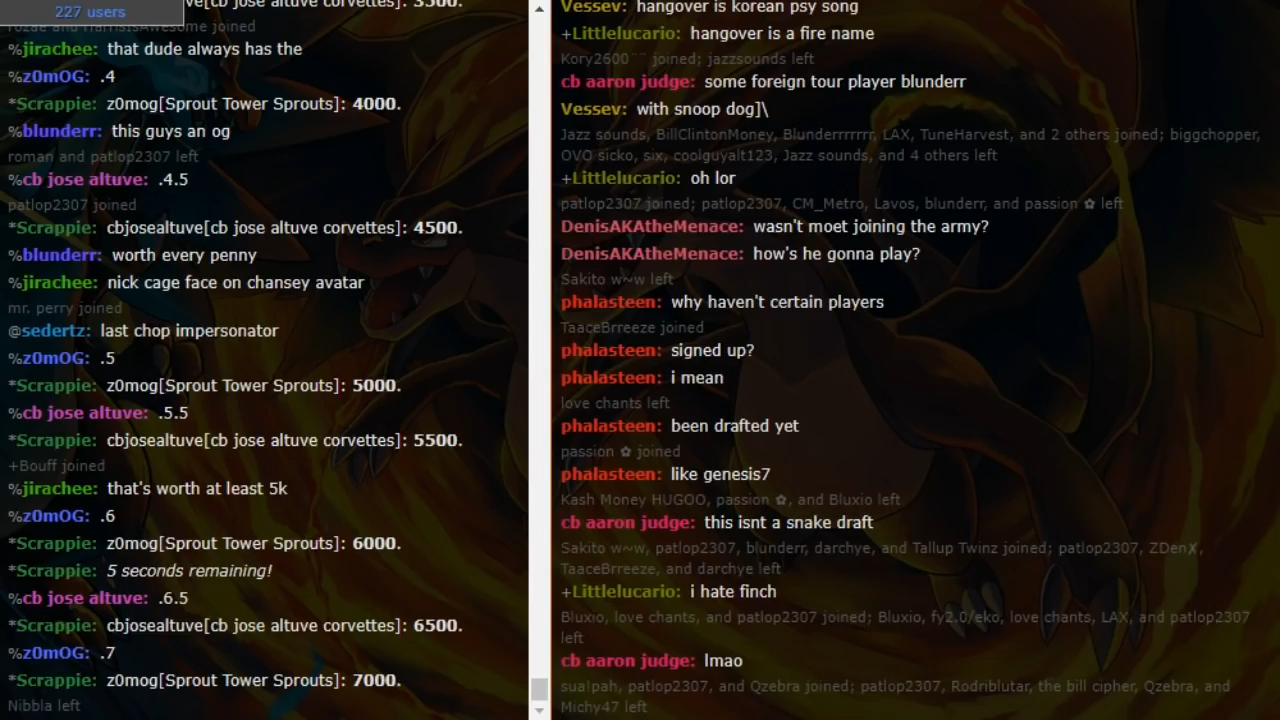 227 users
ve[cb jose altuve corvettes]: 3500.
rozae and HarrisIsAwesome joined
%jirachee: that dude always has the
%z0mOG: .4
*Scrappie: z0mog[Sprout Tower Sprouts]: 4000.
%blunderr: this guys an og
roman and patlop2307 left
%cb jose altuve: .4.5
patlop2307 joined
*Scrappie: cbjosealtuve[cb jose altuve corvettes]: 4500.
%blunderr: worth every penny
%jirachee: nick cage face on chansey avatar
mr. perry joined
@sedertz: last chop impersonator
%z0mOG: .5
*Scrappie: z0mog[Sprout Tower Sprouts]: 5000.
%cb jose altuve: .5.5
*Scrappie: cbjosealtuve[cb jose altuve corvettes]: 5500.
+Bouff joined
%jirachee: that's worth at least 5k
%z0mOG: .6
*Scrappie: z0mog[Sprout Tower Sprouts]: 6000.
*Scrappie: 5 seconds remaining!
%cb jose altuve: .6.5
*Scrappie: cbjosealtuve[cb jose altuve corvettes]: 6500.
%z0mOG: .7
*Scrappie: z0mog[Sprout Tower Sprouts]: 7000.
Nibbla left
Vessev: hangover is korean psy song
+Littlelucario: hangover is a fire name
Kory2600¨¨ joined; jazzsounds left
cb aaron judge: some foreign tour player blunderr
Vessev: with snoop dog]\
Jazz sounds, BillClintonMoney, Blunderrrrrrr, LAX, TuneHarvest, and 2 others joined; biggchopper,
OVO sicko, six, coolguyalt123, Jazz sounds, and 4 others left
+Littlelucario: oh lor
patlop2307 joined; patlop2307, CM_Metro, Lavos, blunderr, and passion ✿ left
DenisAKAtheMenace: wasn't moet joining the army?
DenisAKAtheMenace: how's he gonna play?
Sakito w~w left
phalasteen: why haven't certain players
TaaceBrreeze joined
phalasteen: signed up?
phalasteen: i mean
love chants left
phalasteen: been drafted yet
passion ✿ joined
phalasteen: like genesis7
Kash Money HUGOO, passion ✿, and Bluxio left
cb aaron judge: this isnt a snake draft
Sakito w~w, patlop2307, blunderr, darchye, and Tallup Twinz joined; patlop2307, ZDenⵅ,
TaaceBrreeze, and darchye left
+Littlelucario: i hate finch
Bluxio, love chants, and patlop2307 joined; Bluxio, fy2.0/eko, love chants, LAX, and patlop2307
left
cb aaron judge: lmao
sua!pah, patlop2307, and Qzebra joined; patlop2307, Rodriblutar, the bill cipher, Qzebra, and
Michy47 left